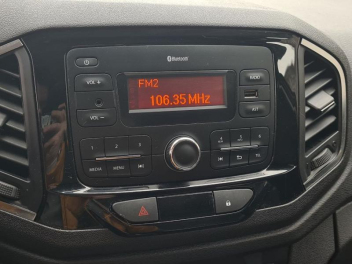 Bluetooth
VOL +
FM2
106.35 MHz
VOL −
1 2 3
4 5 6
MEDIA MENU